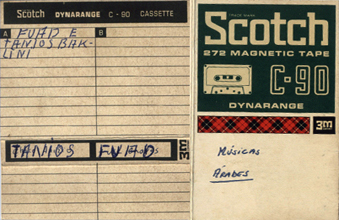 Scotch DYNARANGE C-90 CASSETTE
A FUAD E
TANIOS BAK-
LINI
B
TANIOS FUAD
3M
TRADE MARK
Scotch
272 MAGNETIC TAPE
C-90
DYNARANGE
3M
MÚSICAS
ÁRABES